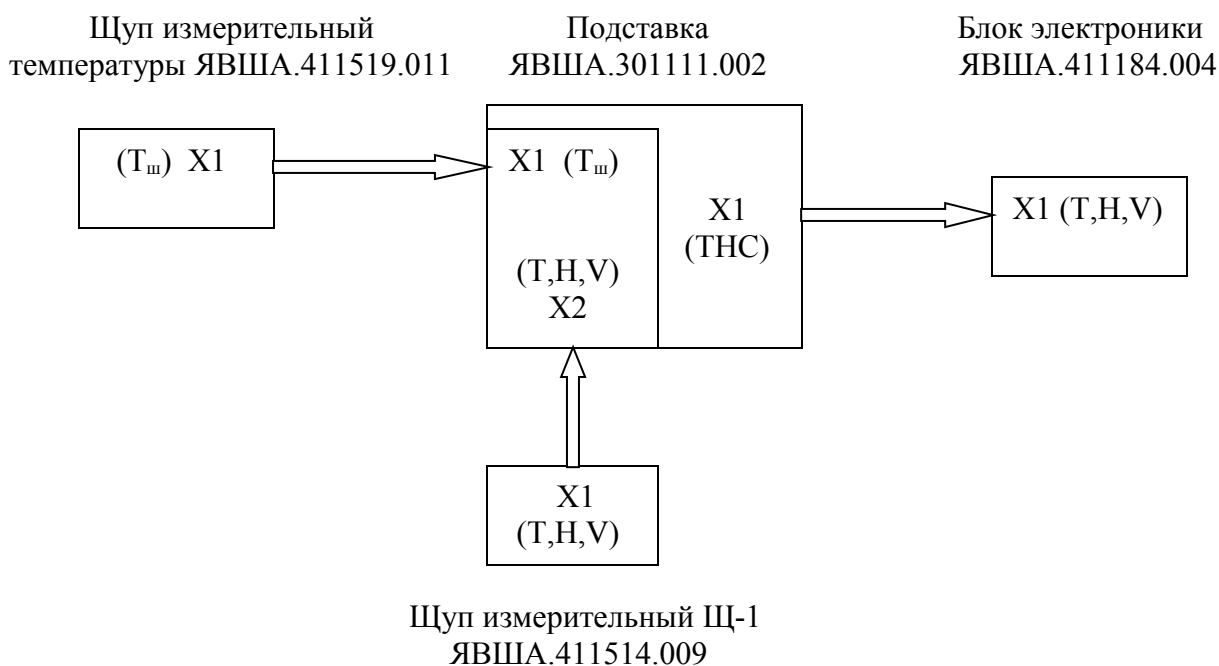 Щуп измерительный
температуры ЯВША.411519.011
Подставка
ЯВША.301111.002
Блок электроники
ЯВША.411184.004
(Тш) X1
X1 (Тш)
(T,H,V)
X2
X1
(ТНС)
X1 (T,H,V)
X1
(T,H,V)
Щуп измерительный Щ-1
ЯВША.411514.009